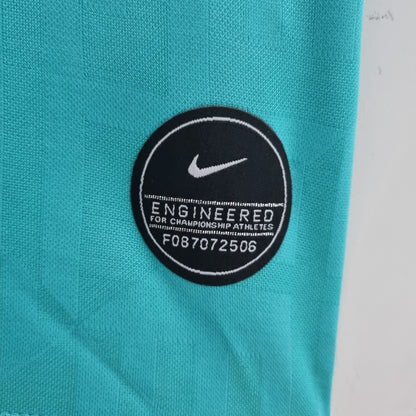 ENGINEERED
FOR CHAMPIONSHIP ATHLETES
F087072506